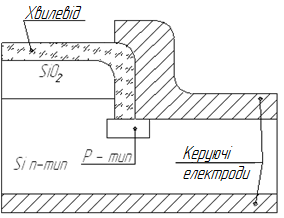 Хвилевід
SiO2
Si n-тип
P - тип
Керуючі
електроди